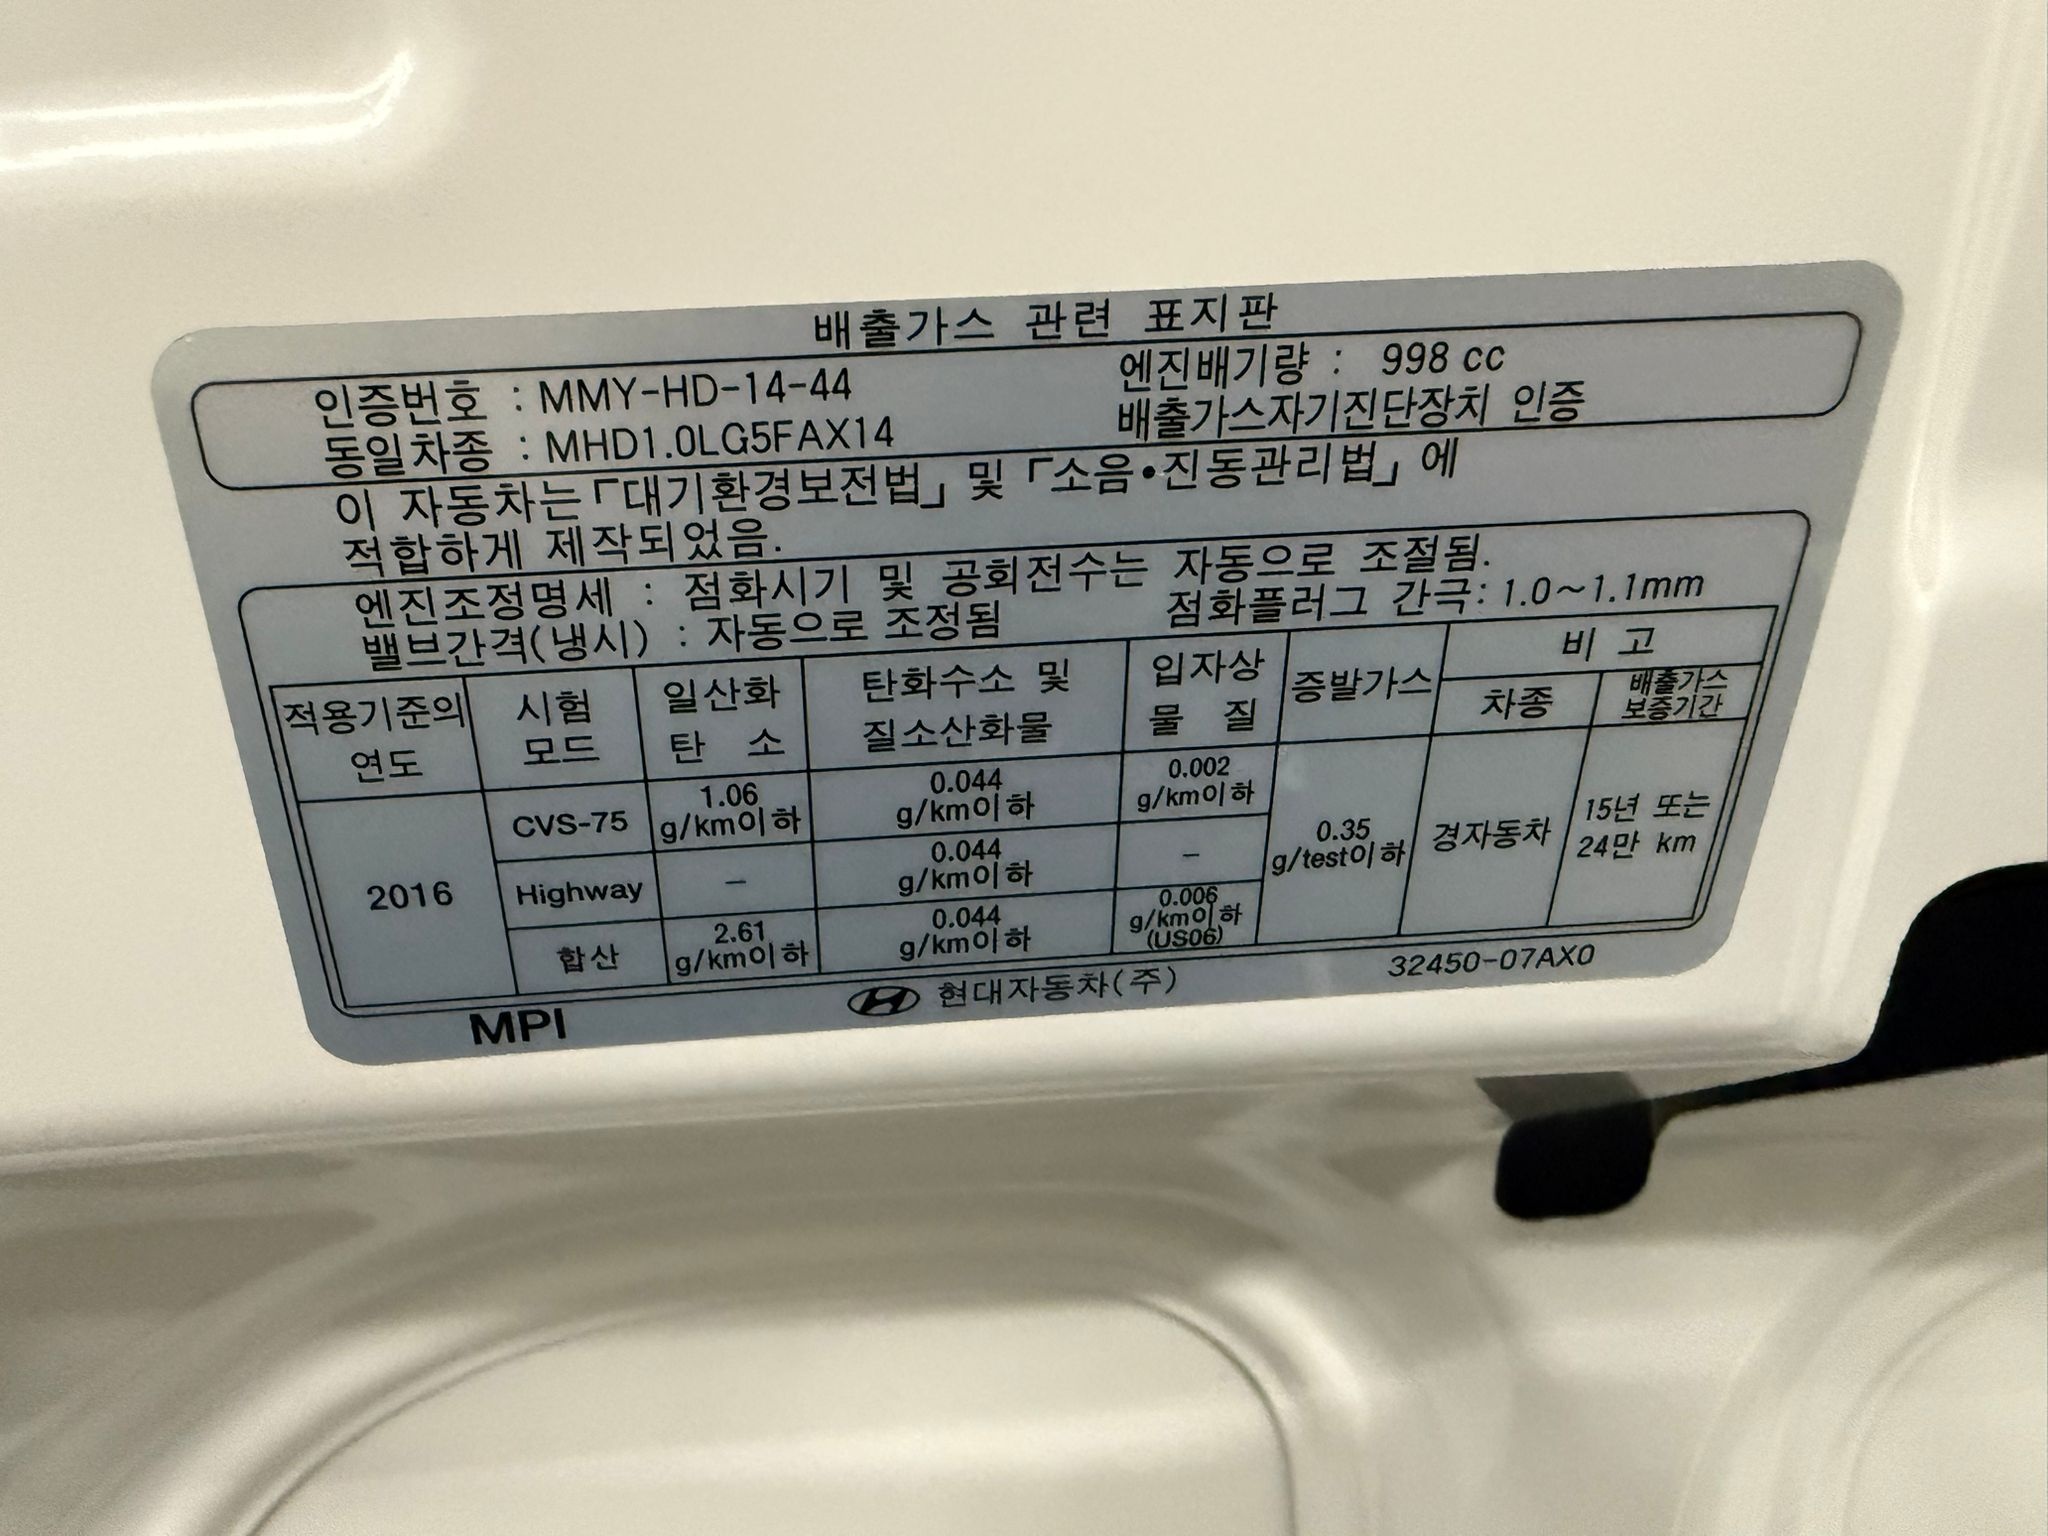 배출가스 관련 표지판
인증번호 : MMY-HD-14-44 엔진배기량 : 998 cc
동일차종 : MHD1.0LG5FAX14 배출가스자기진단장치 인증
이 자동차는「대기환경보전법」 및 「소음•진동관리법」에
적합하게 제작되었음.
엔진조정명세 : 점화시기 및 공회전수는 자동으로 조절됨.
밸브간격(냉시) : 자동으로 조정됨 점화플러그 간극: 1.0~1.1mm
적용기준의 연도 시험 모드 일산화 탄 소 탄화수소 및 질소산화물 입자상 물 질 증발가스 비 고
차종 배출가스 보증기간
2016 CVS-75 1.06 g/km이하 0.044 g/km이하 0.002 g/km이하 0.35 g/test이하 경자동차 15년 또는 24만 km
Highway – 0.044 g/km이하 –
합산 2.61 g/km이하 0.044 g/km이하 0.006 g/km이하 (US06)
MPI 현대자동차(주) 32450-07AX0